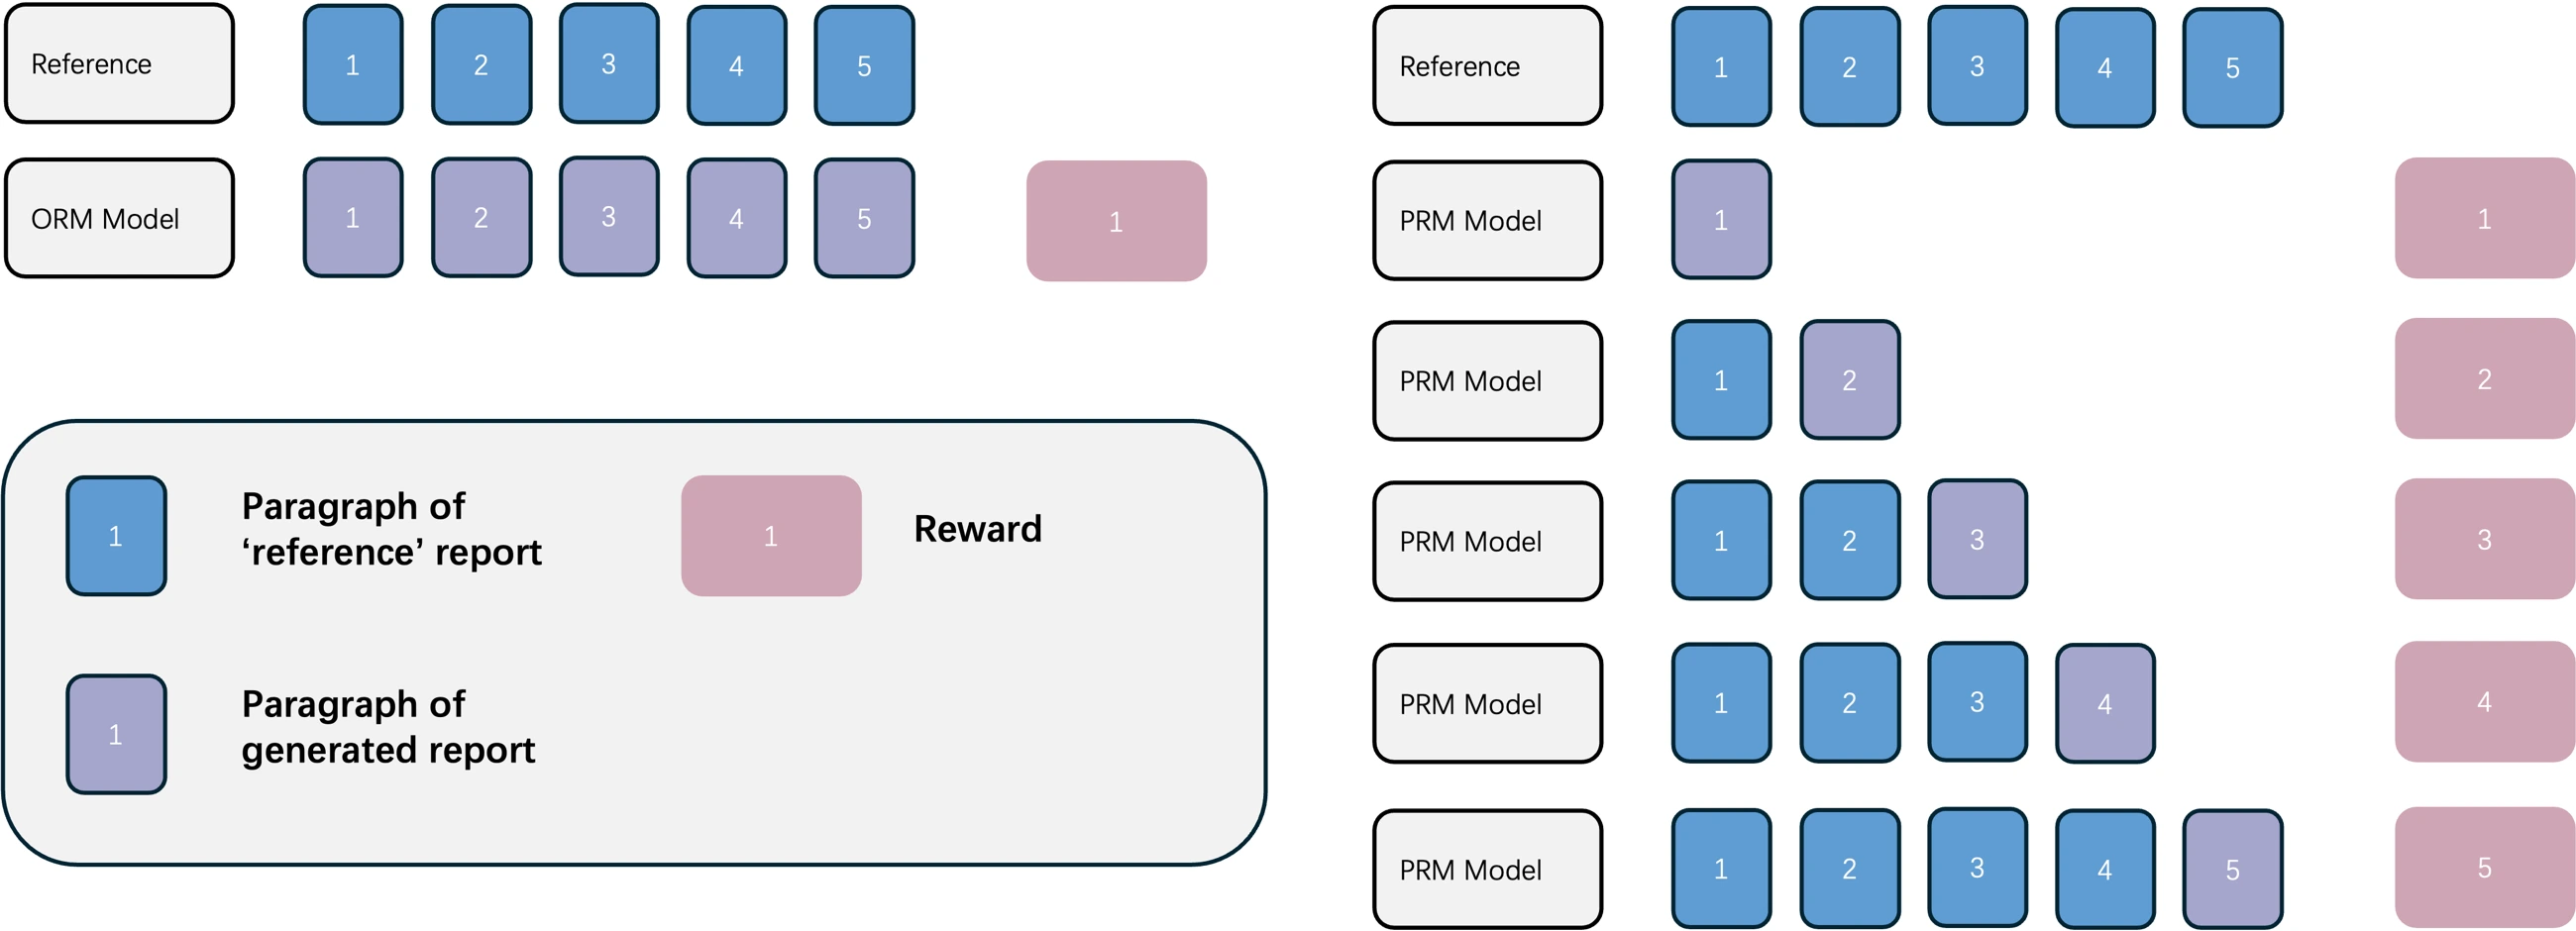 Reference 1 2 3 4 5
ORM Model 1 2 3 4 5 1
1 Paragraph of
‘reference’ report
1 Reward
1 Paragraph of
generated report
Reference 1 2 3 4 5
PRM Model 1 1
PRM Model 1 2 2
PRM Model 1 2 3 3
PRM Model 1 2 3 4 4
PRM Model 1 2 3 4 5 5